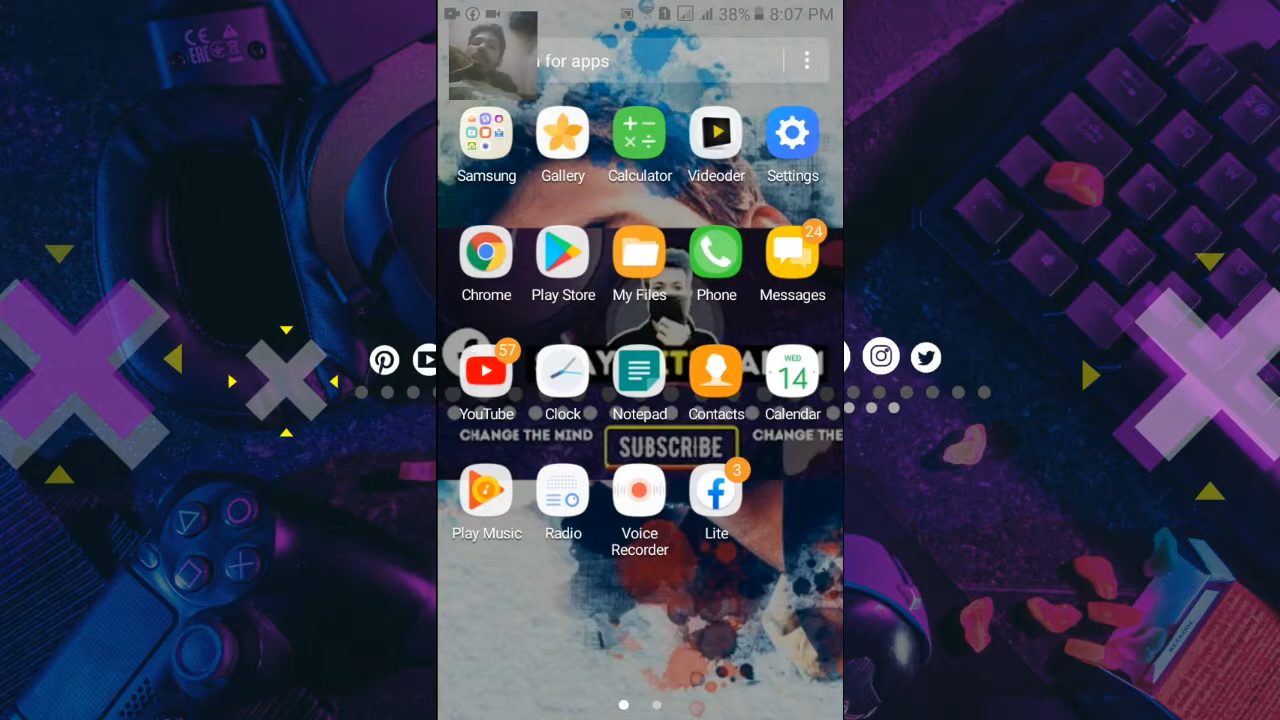 38% 8:07 PM
for apps
Samsung Gallery Calculator Videoder Settings
24
Chrome Play Store My Files Phone Messages
57
WED
14
YouTube Clock Notepad Contacts Calendar
CHANGE THE MIND SUBSCRIBE CHANGE THE
3
Play Music Radio Voice Recorder Lite
CE
EAC